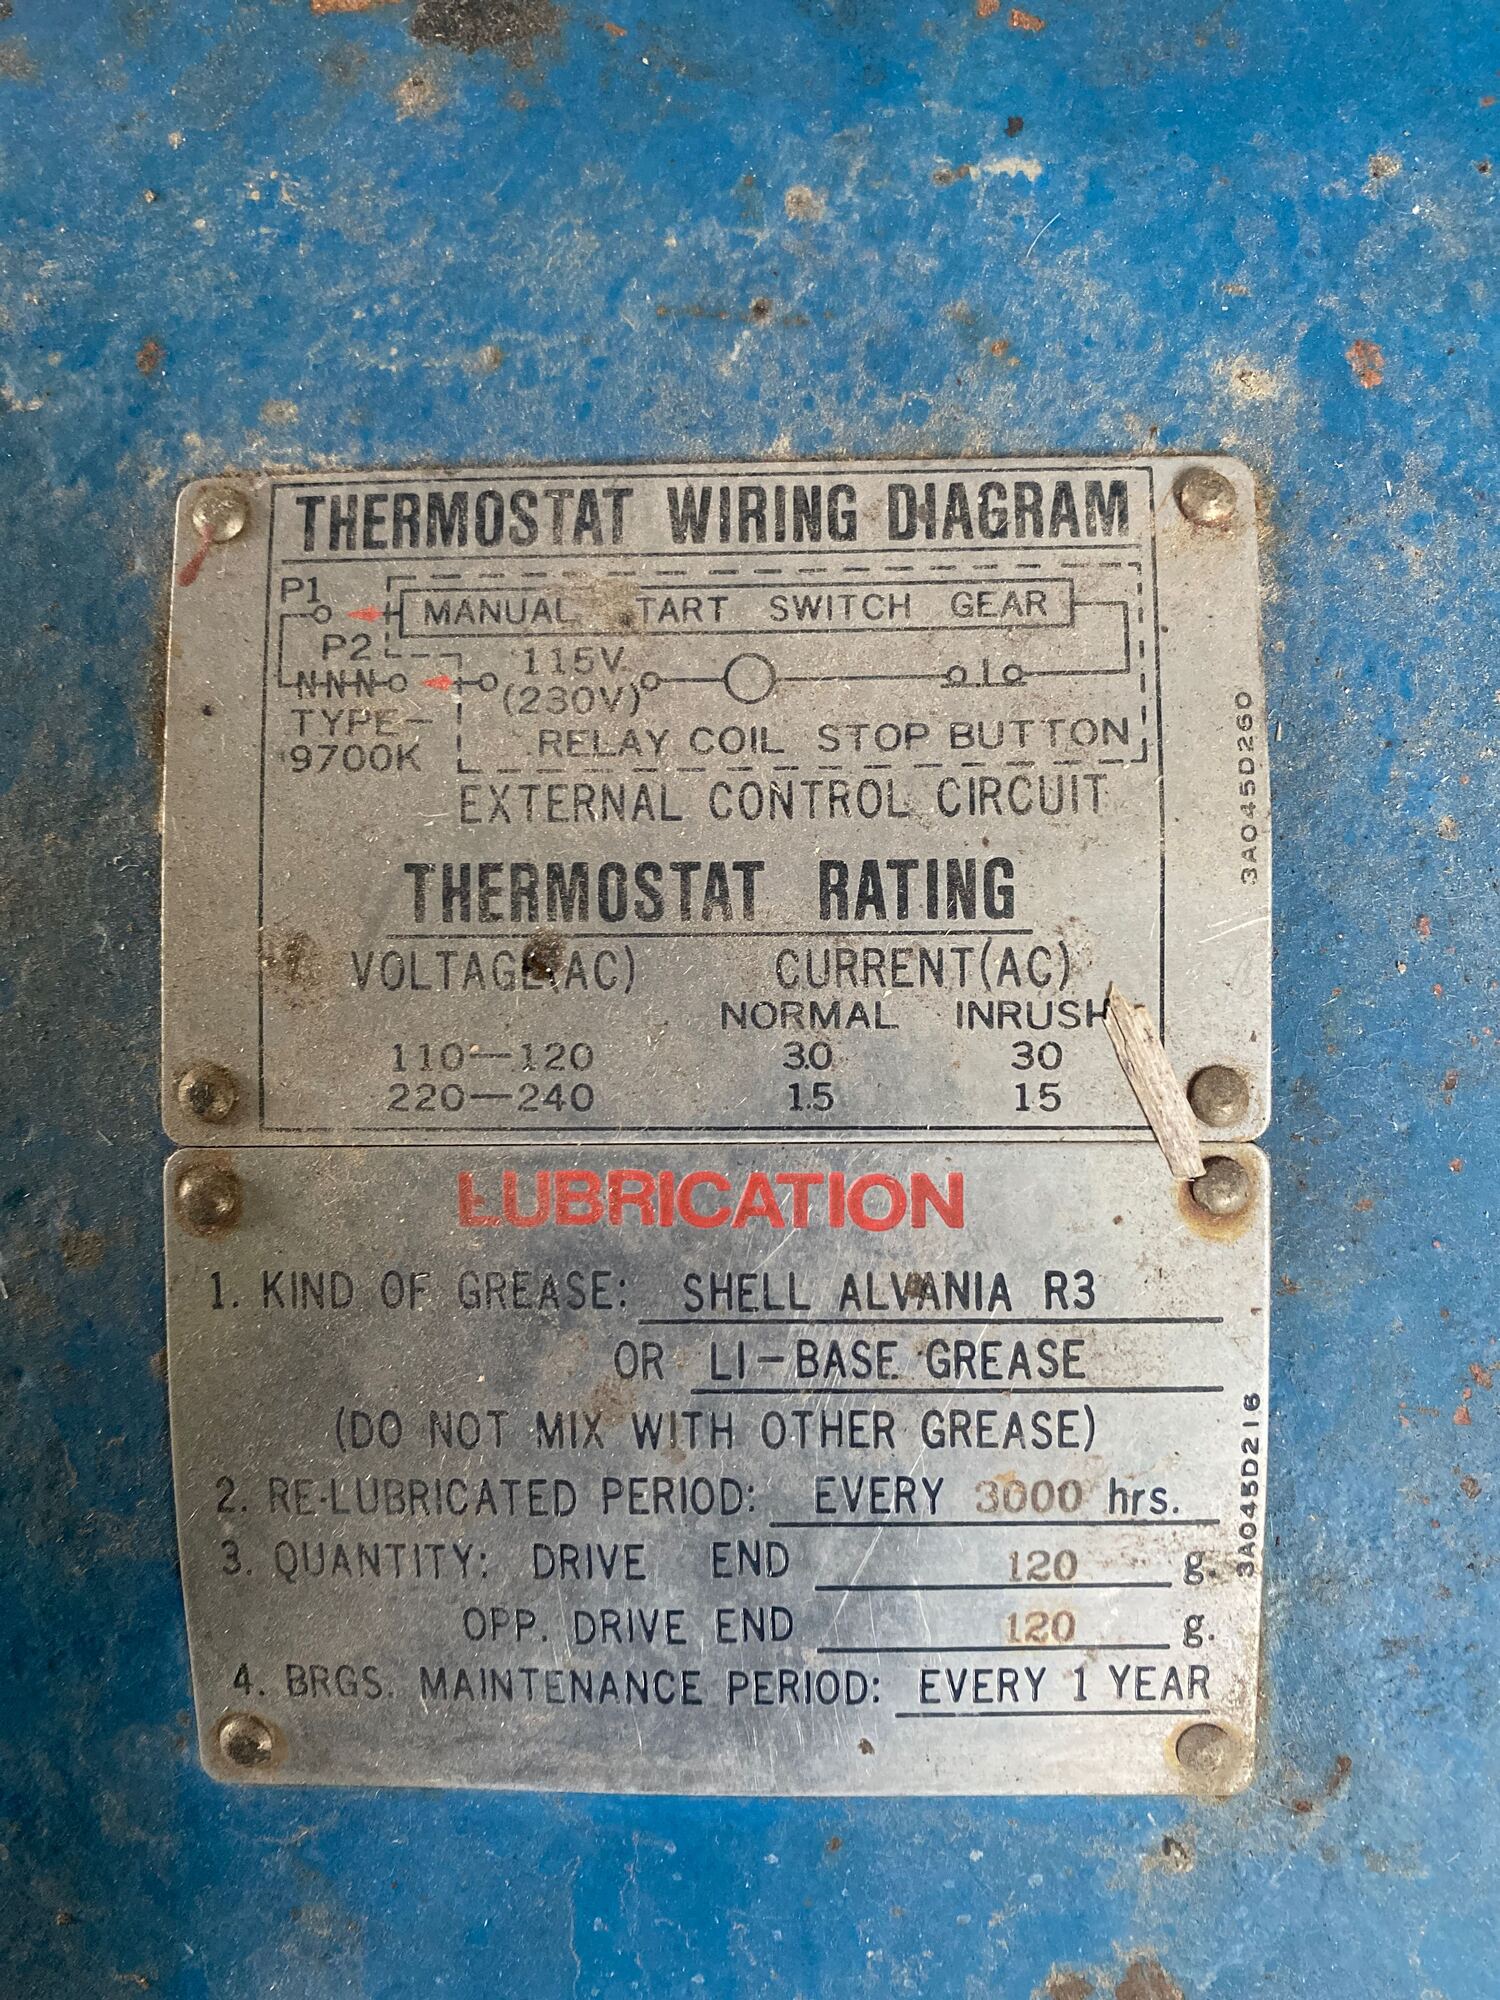 THERMOSTAT WIRING DIAGRAM
P1
MANUAL TART SWITCH GEAR
P2
115V
(230V)
TYPE-
9700K
RELAY COIL STOP BUTTON
EXTERNAL CONTROL CIRCUIT
3A045D260
THERMOSTAT RATING
VOLTAGE(AC) CURRENT(AC)
NORMAL INRUSH
110-120 3.0 30
220-240 1.5 15
LUBRICATION
1. KIND OF GREASE: SHELL ALVANIA R3
OR LI-BASE GREASE
(DO NOT MIX WITH OTHER GREASE)
2. RE-LUBRICATED PERIOD: EVERY 3000 hrs.
3. QUANTITY: DRIVE END 120 g.
OPP. DRIVE END 120 g.
4. BRGS. MAINTENANCE PERIOD: EVERY 1 YEAR
3A045D216